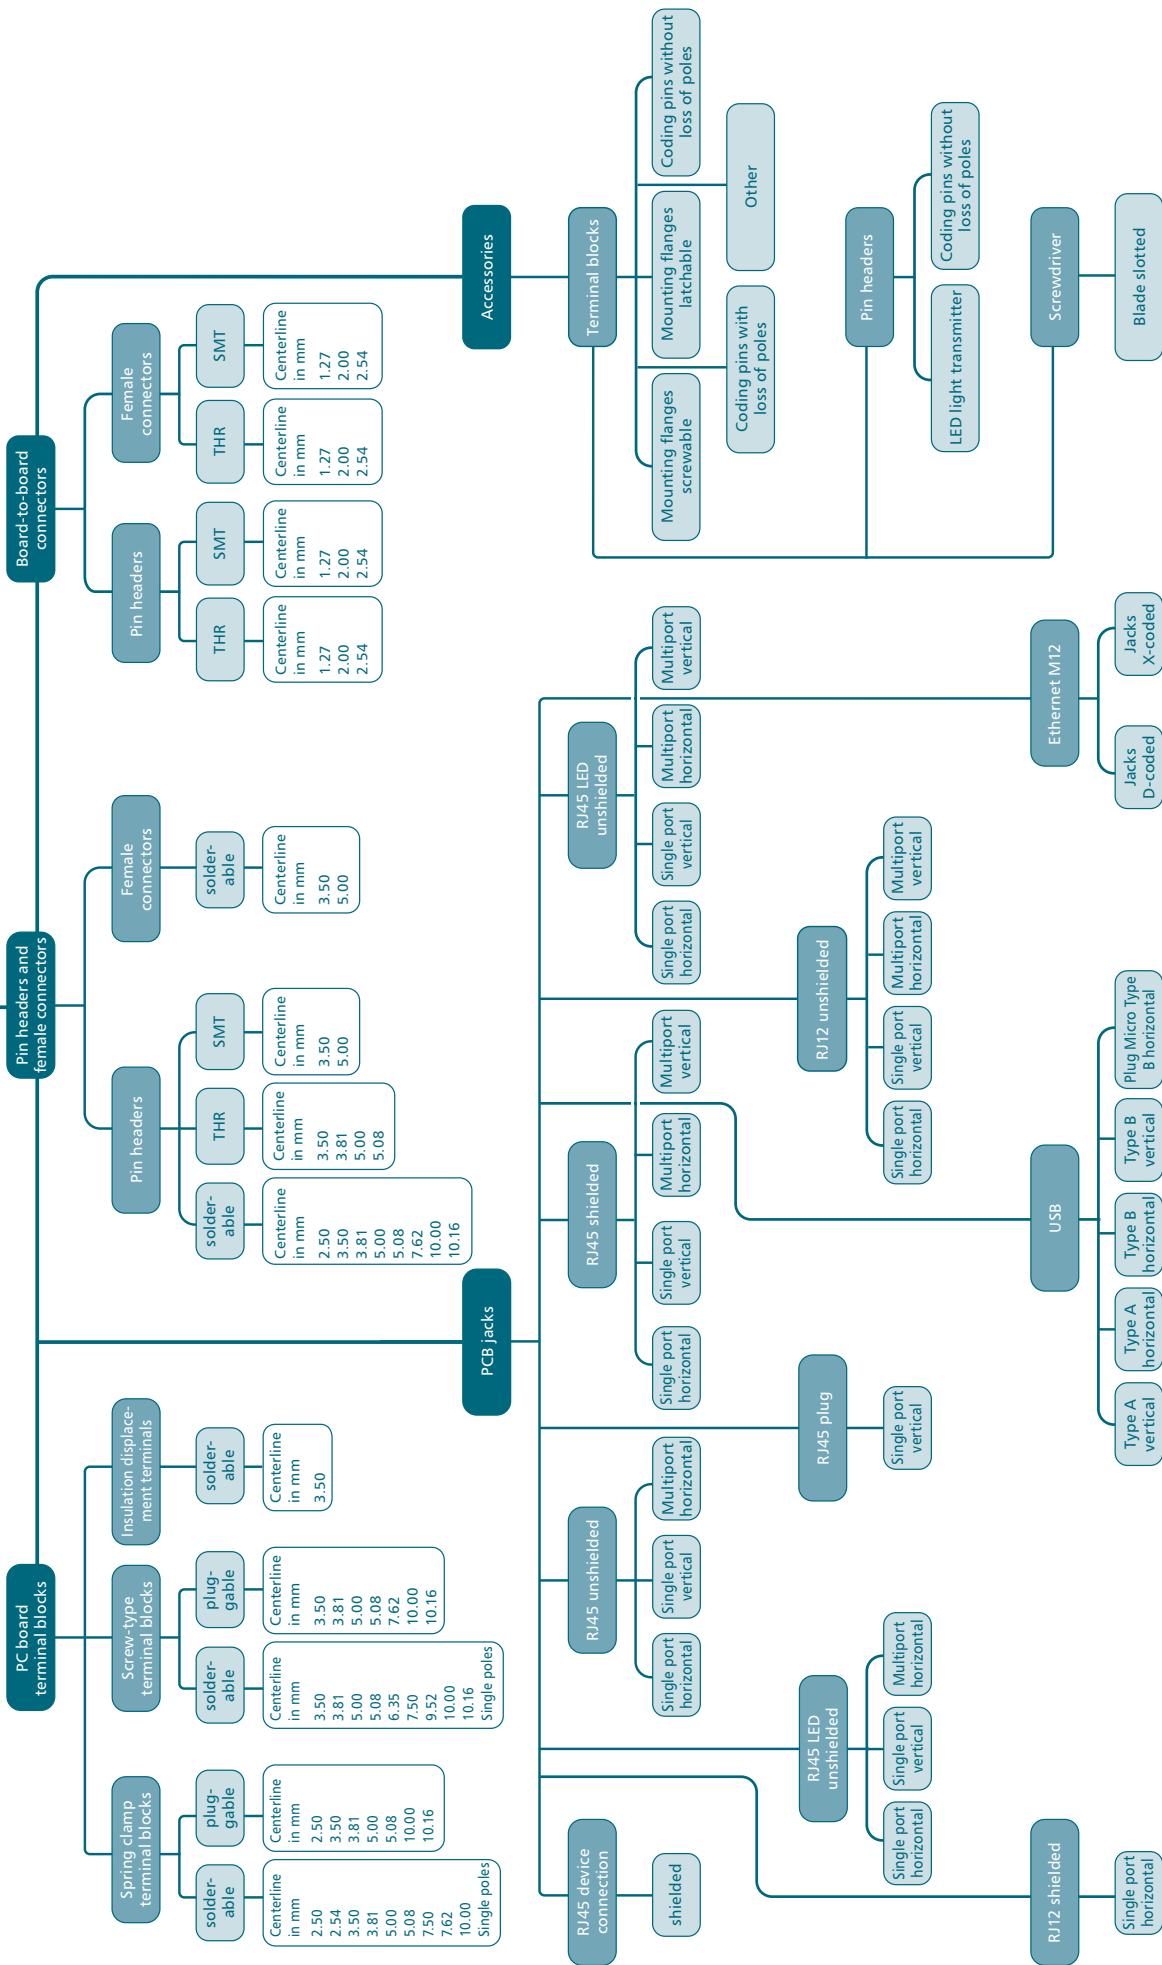 PC board
terminal blocks
Spring clamp
terminal blocks
solder-
able
Centerline
in mm
2.50
2.54
3.50
3.81
5.00
5.08
7.50
7.62
10.00
Single poles
plug-
gable
Centerline
in mm
2.50
3.50
3.81
5.00
5.08
10.00
10.16
Screw-type
terminal blocks
solder-
able
Centerline
in mm
3.50
3.81
5.00
5.08
6.35
7.50
9.52
10.00
10.16
Single poles
plug-
gable
Centerline
in mm
3.50
3.81
5.00
5.08
7.62
10.00
10.16
Insulation displace-
ment terminals
solder-
able
Centerline
in mm
3.50
Pin headers and
female connectors
Pin headers
solder-
able
Centerline
in mm
2.50
3.50
3.81
5.00
5.08
7.62
10.00
10.16
THR
Centerline
in mm
3.50
3.81
5.00
5.08
SMT
Centerline
in mm
3.50
5.00
Female
connectors
solder-
able
Centerline
in mm
3.50
5.00
Board-to-board
connectors
Pin headers
THR
Centerline
in mm
1.27
2.00
2.54
SMT
Centerline
in mm
1.27
2.00
2.54
Female
connectors
THR
Centerline
in mm
1.27
2.00
2.54
SMT
Centerline
in mm
1.27
2.00
2.54
PCB jacks
RJ45 device
connection
shielded
RJ45 unshielded
Single port
horizontal
Single port
vertical
Multiport
horizontal
RJ45 shielded
Single port
horizontal
Single port
vertical
Multiport
horizontal
Multiport
vertical
RJ45 LED
unshielded
Single port
horizontal
Single port
vertical
Multiport
horizontal
Multiport
vertical
RJ45 LED
unshielded
Single port
horizontal
Single port
vertical
Multiport
horizontal
RJ45 plug
Single port
vertical
RJ12 unshielded
Single port
horizontal
Single port
vertical
Multiport
horizontal
Multiport
vertical
RJ12 shielded
Single port
horizontal
USB
Type A
vertical
Type A
horizontal
Type B
horizontal
Type B
vertical
Plug Micro Type
B horizontal
Ethernet M12
Jacks
D-coded
Jacks
X-coded
Accessories
Terminal blocks
Mounting flanges
screwable
Mounting flanges
latchable
Coding pins without
loss of poles
Coding pins with
loss of poles
Other
Pin headers
LED light transmitter
Coding pins without
loss of poles
Screwdriver
Blade slotted